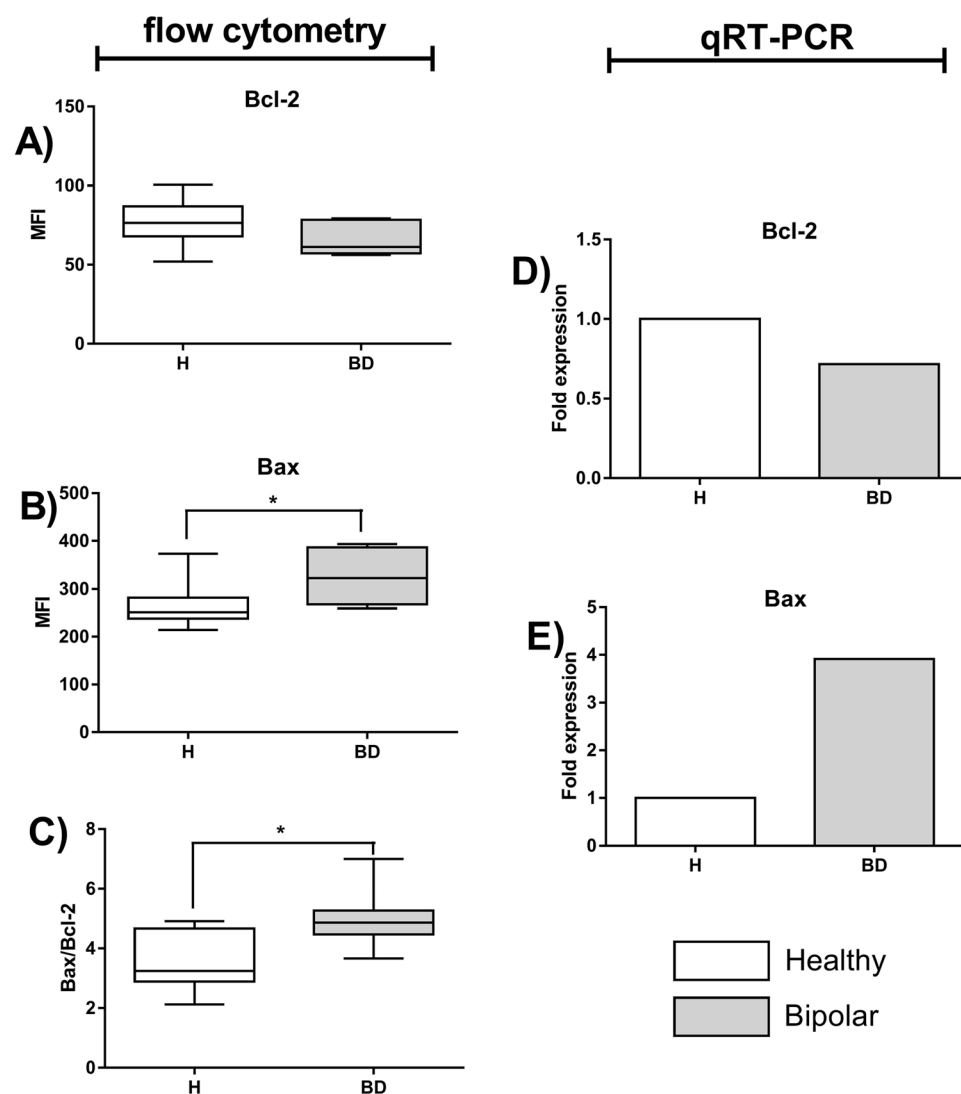 flow cytometry
qRT-PCR
A)
Bcl-2
MFI
150
100
50
0
H
BD
B)
Bax
*
MFI
500
400
300
200
100
0
H
BD
C)
*
Bax/Bcl-2
8
6
4
2
0
H
BD
D)
Bcl-2
Fold expression
1.5
1.0
0.5
0.0
H
BD
E)
Bax
Fold expression
5
4
3
2
1
0
H
BD
Healthy
Bipolar